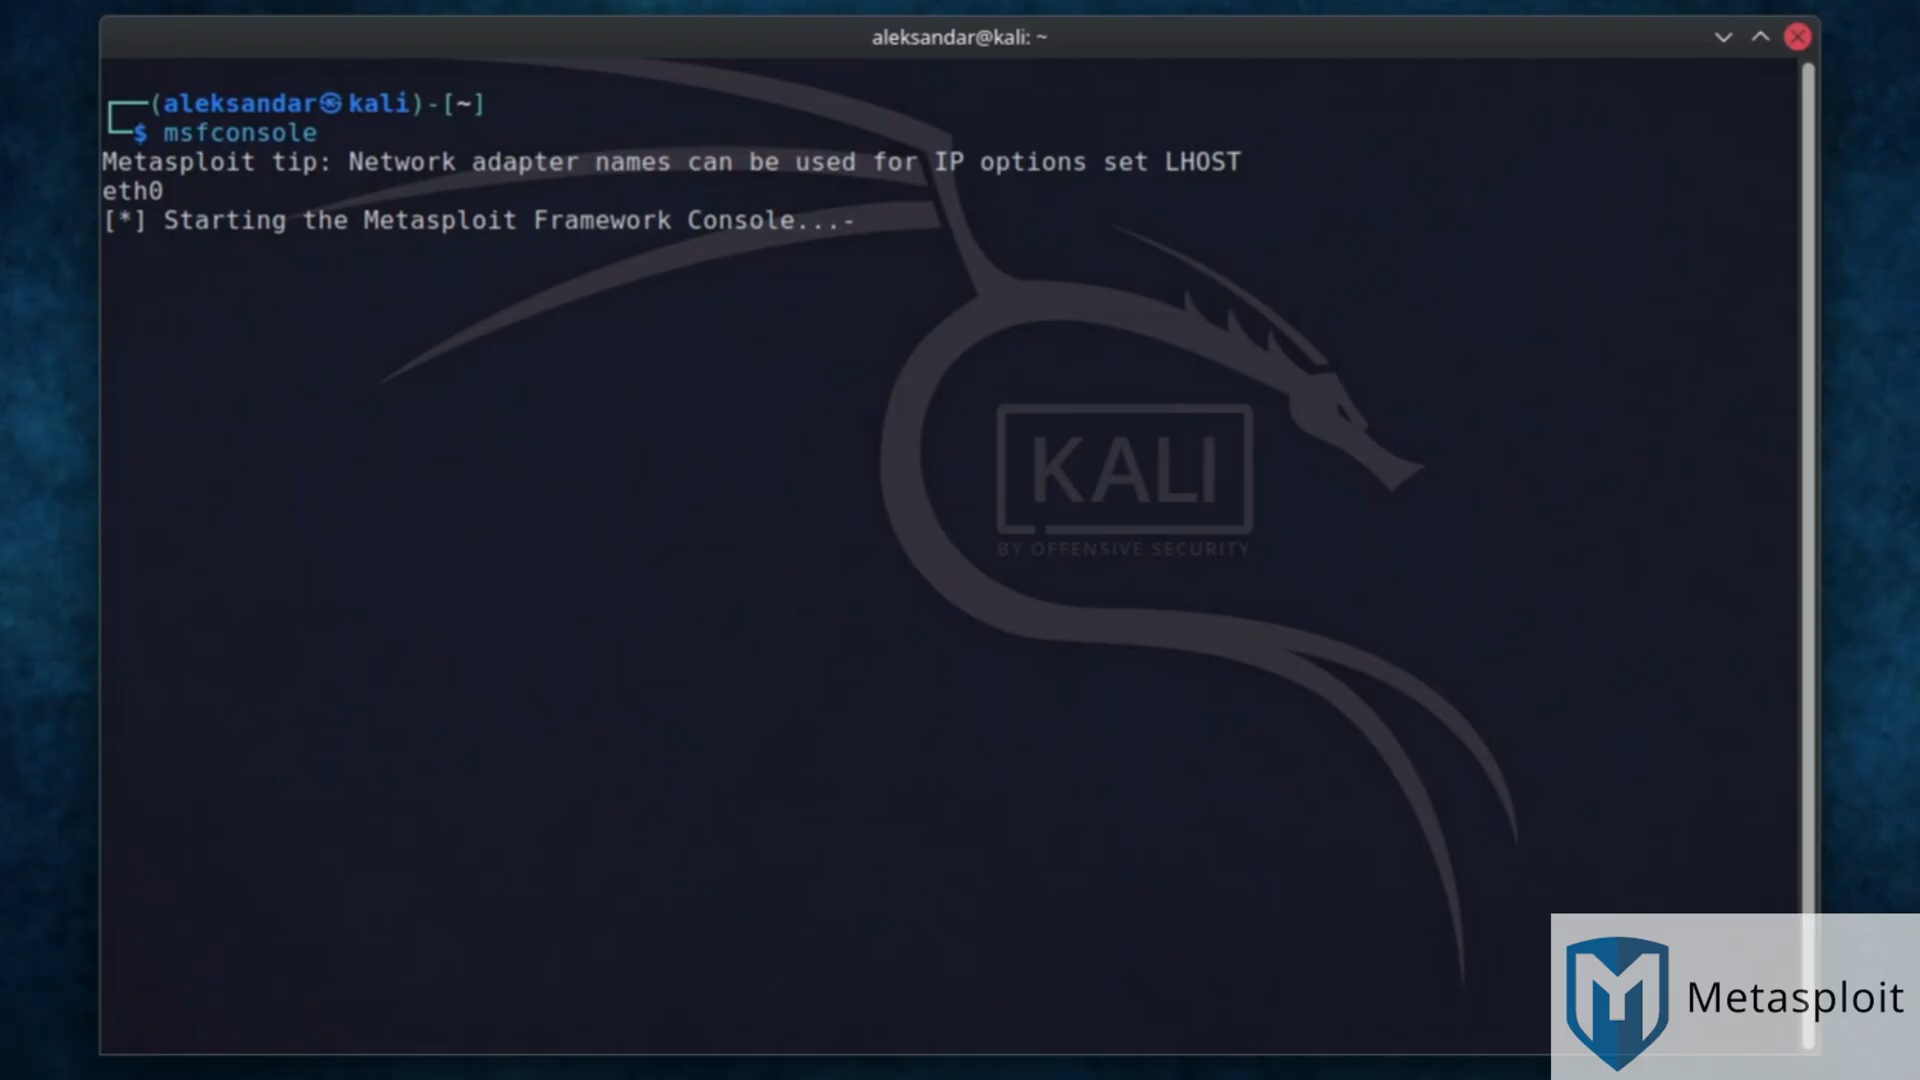 aleksandar@kali: ~
┌──(aleksandar㉿kali)-[~]
└─$ msfconsole
Metasploit tip: Network adapter names can be used for IP options set LHOST
eth0
[*] Starting the Metasploit Framework Console...-
KALI
BY OFFENSIVE SECURITY
Metasploit